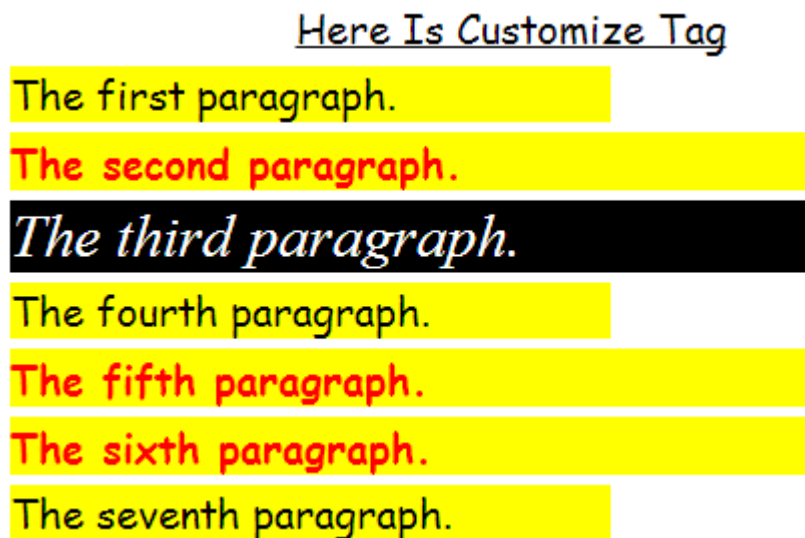 Here Is Customize Tag
The first paragraph.
The second paragraph.
The third paragraph.
The fourth paragraph.
The fifth paragraph.
The sixth paragraph.
The seventh paragraph.